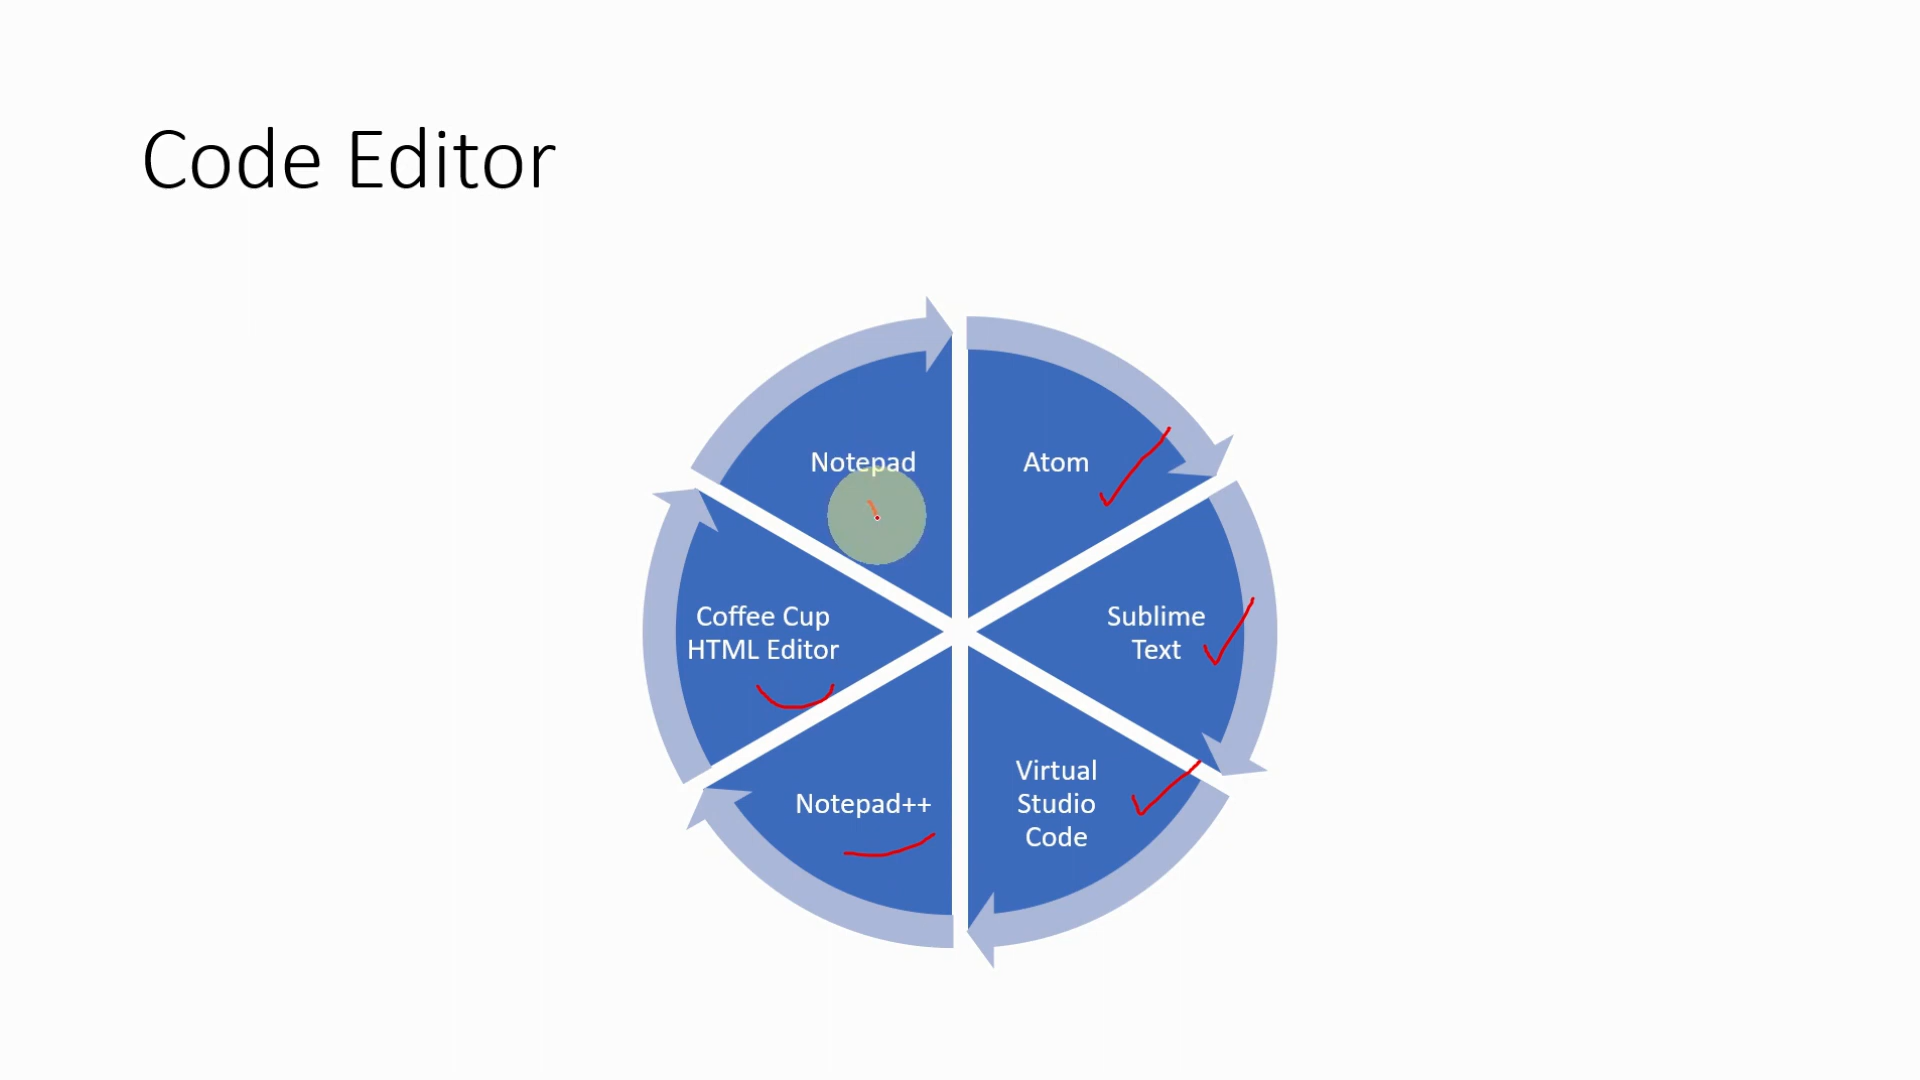 Code Editor
Notepad
Atom
Coffee Cup
HTML Editor
Sublime
Text
Notepad++
Virtual
Studio
Code